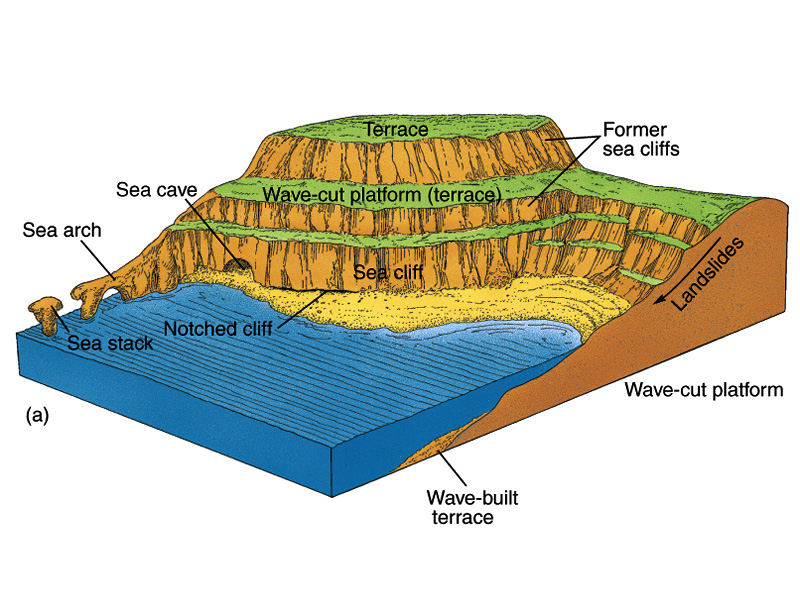 Terrace
Former
sea cliffs
Sea cave
Wave-cut platform (terrace)
Sea arch
Sea cliff
Landslides
Notched cliff
Sea stack
Wave-cut platform
(a)
Wave-built
terrace